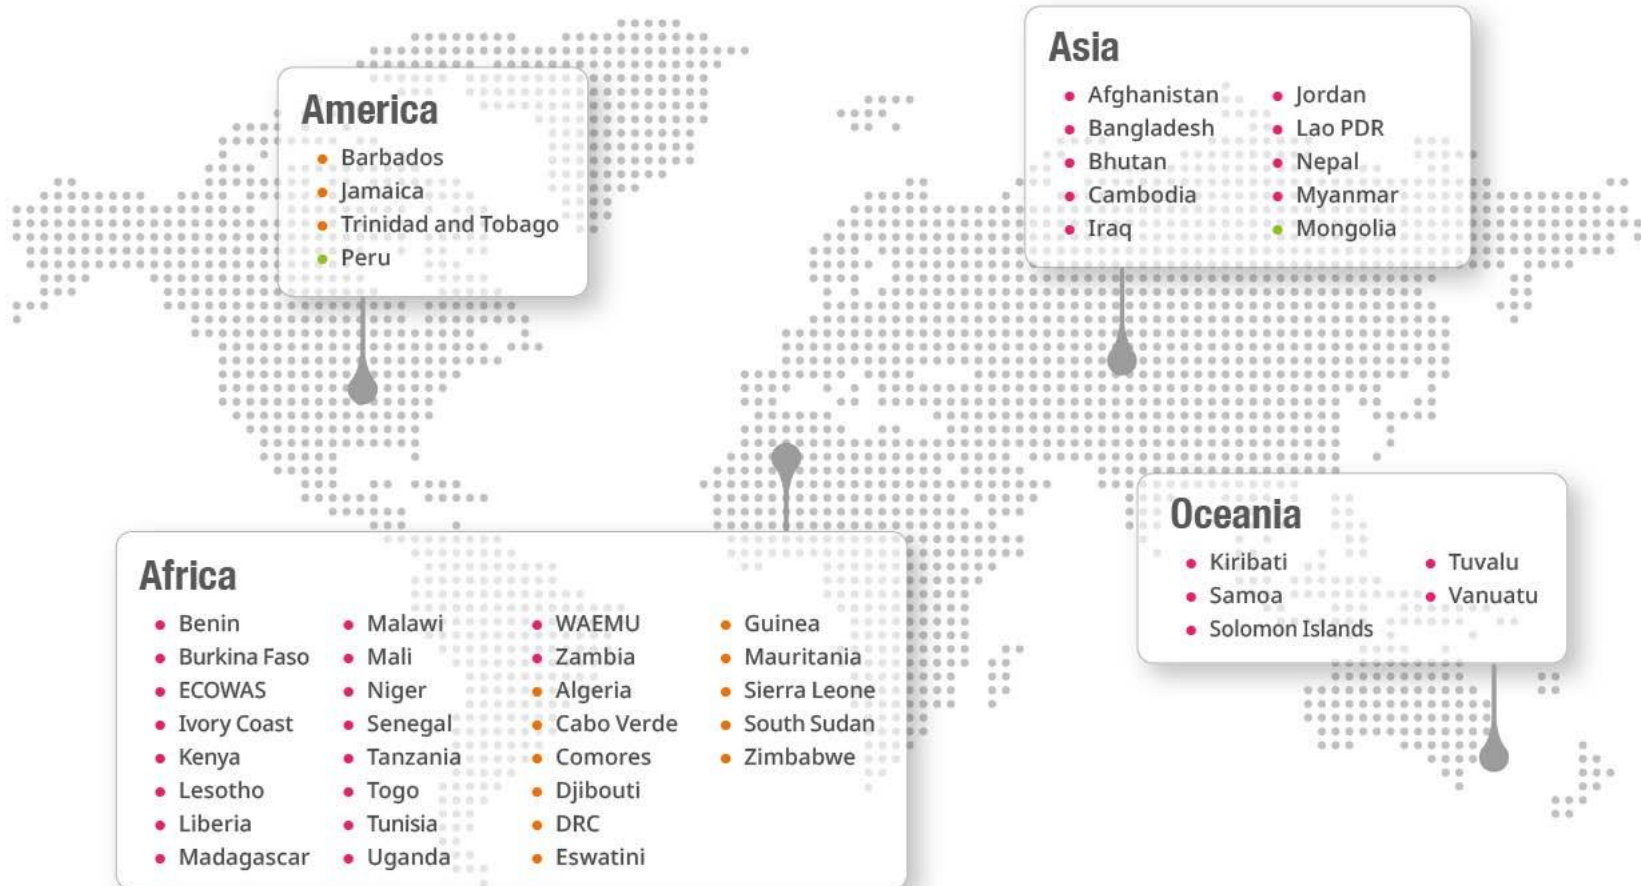 America
Barbados
Jamaica
Trinidad and Tobago
Peru
Asia
Afghanistan
Bangladesh
Bhutan
Cambodia
Iraq
Jordan
Lao PDR
Nepal
Myanmar
Mongolia
Africa
Benin
Burkina Faso
ECOWAS
Ivory Coast
Kenya
Lesotho
Liberia
Madagascar
Malawi
Mali
Niger
Senegal
Tanzania
Togo
Tunisia
Uganda
WAEMU
Zambia
Algeria
Cabo Verde
Comores
Djibouti
DRC
Eswatini
Guinea
Mauritania
Sierra Leone
South Sudan
Zimbabwe
Oceania
Kiribati
Samoa
Solomon Islands
Tuvalu
Vanuatu